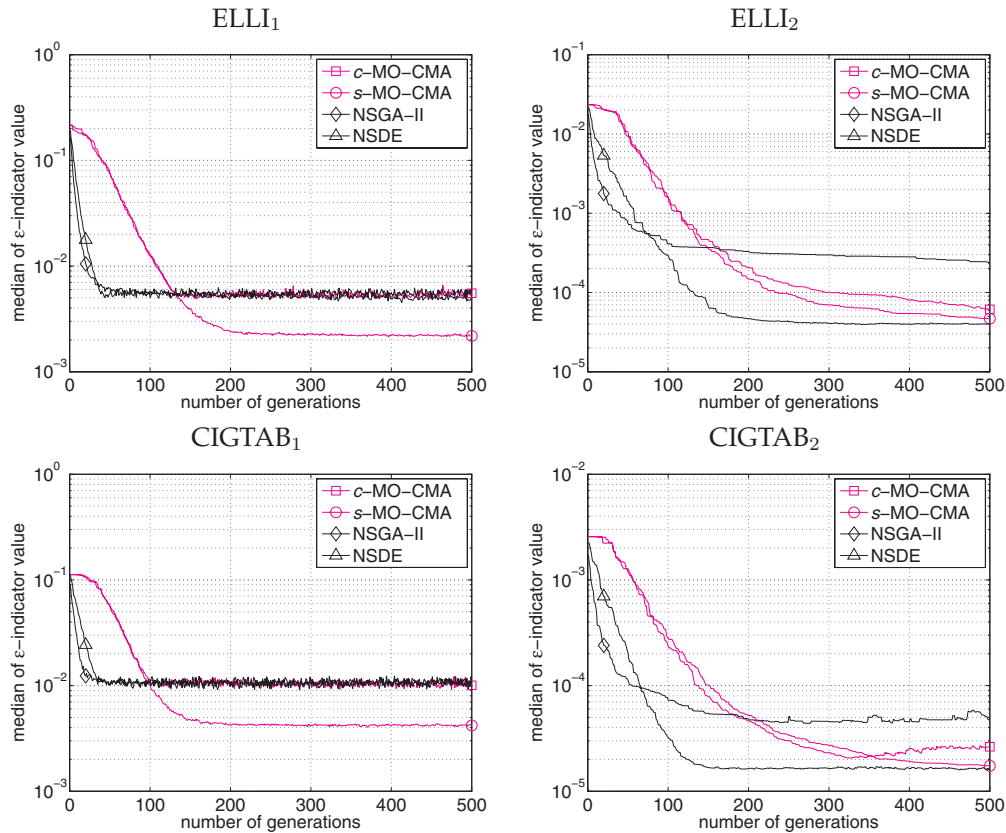 ELLI₁
10⁰
10⁻¹
10⁻²
10⁻³
median of ε−indicator value
0 100 200 300 400 500
number of generations
c−MO−CMA
s−MO−CMA
NSGA−II
NSDE
ELLI₂
10⁻¹
10⁻²
10⁻³
10⁻⁴
10⁻⁵
median of ε−indicator value
0 100 200 300 400 500
number of generations
c−MO−CMA
s−MO−CMA
NSGA−II
NSDE
CIGTAB₁
10⁰
10⁻¹
10⁻²
10⁻³
median of ε−indicator value
0 100 200 300 400 500
number of generations
c−MO−CMA
s−MO−CMA
NSGA−II
NSDE
CIGTAB₂
10⁻²
10⁻³
10⁻⁴
10⁻⁵
median of ε−indicator value
0 100 200 300 400 500
number of generations
c−MO−CMA
s−MO−CMA
NSGA−II
NSDE